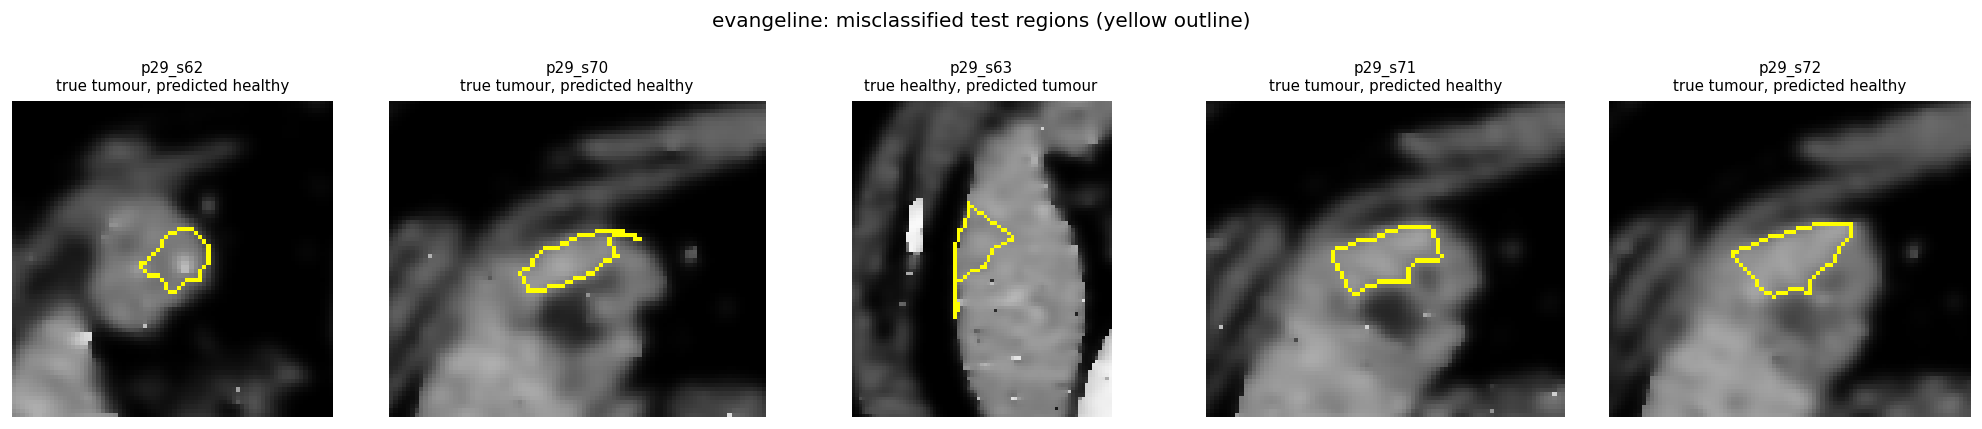 evangeline: misclassified test regions (yellow outline)
p29_s62
true tumour, predicted healthy
p29_s70
true tumour, predicted healthy
p29_s63
true healthy, predicted tumour
p29_s71
true tumour, predicted healthy
p29_s72
true tumour, predicted healthy